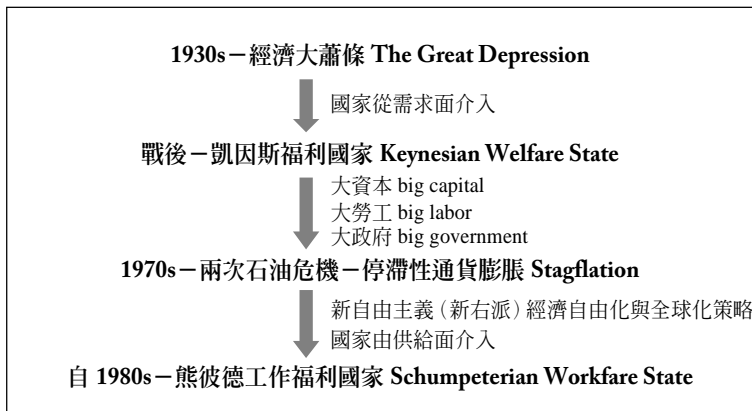 1930s－經濟大蕭條 The Great Depression
國家從需求面介入
戰後－凱因斯福利國家 Keynesian Welfare State
大資本 big capital
大勞工 big labor
大政府 big government
1970s－兩次石油危機－停滯性通貨膨脹 Stagflation
新自由主義（新右派）經濟自由化與全球化策略
國家由供給面介入
自 1980s－熊彼德工作福利國家 Schumpeterian Workfare State